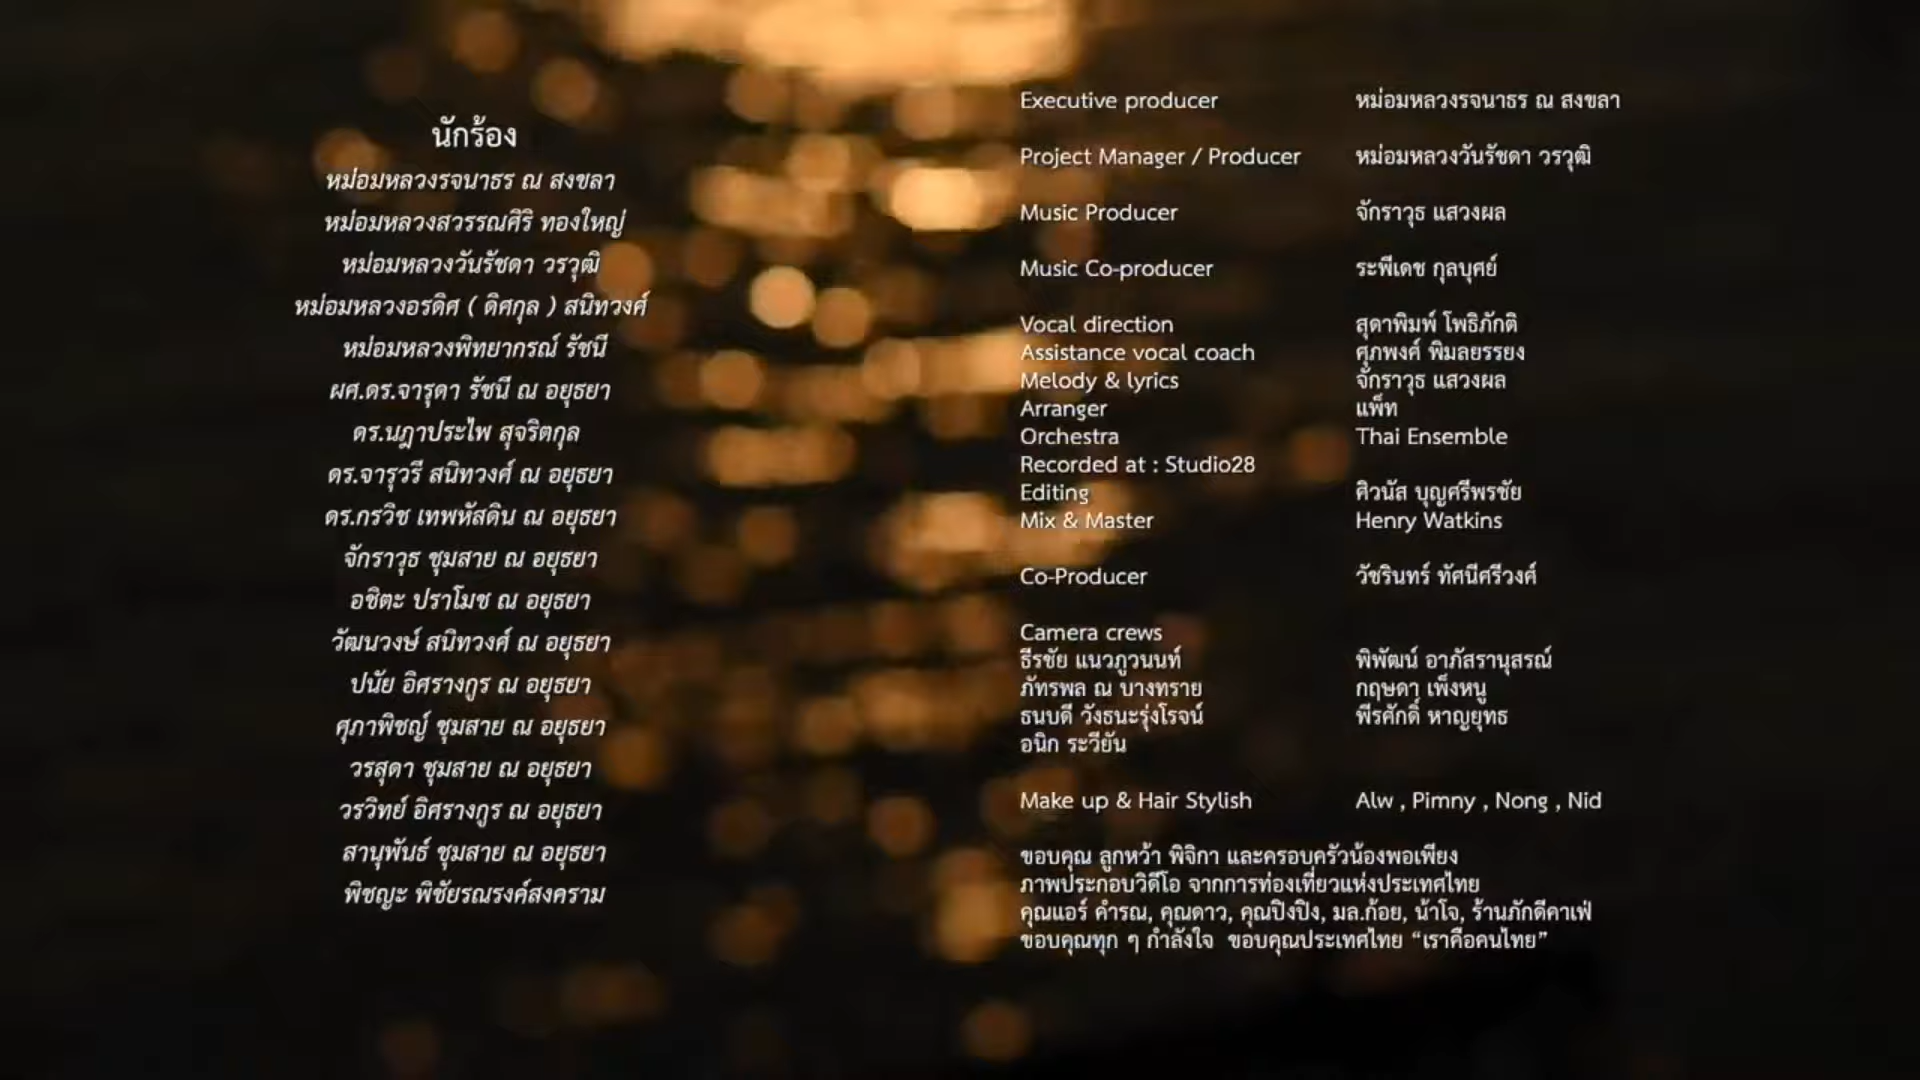 นักร้อง
หม่อมหลวงรจนาธร ณ สงขลา
หม่อมหลวงสวรรณศิริ ทองใหญ่
หม่อมหลวงวันรัชดา วรวุฒิ
หม่อมหลวงอรดิศ ( ดิศกุล ) สนิทวงศ์
หม่อมหลวงพิทยากรณ์ รัชนี
ผศ.ดร.จารุดา รัชนี ณ อยุธยา
ดร.นฎาประไพ สุจริตกุล
ดร.จารุวรี สนิทวงศ์ ณ อยุธยา
ดร.กรวิช เทพหัสดิน ณ อยุธยา
จักราวุธ ชุมสาย ณ อยุธยา
อชิตะ ปราโมช ณ อยุธยา
วัฒนวงษ์ สนิทวงศ์ ณ อยุธยา
ปนัย อิศรางกูร ณ อยุธยา
ศุภาพิชญ์ ชุมสาย ณ อยุธยา
วรสุดา ชุมสาย ณ อยุธยา
วรวิทย์ อิศรางกูร ณ อยุธยา
สานุพันธ์ ชุมสาย ณ อยุธยา
พิชญะ พิชัยรณรงค์สงคราม
Executive producer หม่อมหลวงรจนาธร ณ สงขลา
Project Manager / Producer หม่อมหลวงวันรัชดา วรวุฒิ
Music Producer จักราวุธ แสวงผล
Music Co-producer ระพีเดช กุลบุศย์
Vocal direction สุดาพิมพ์ โพธิภักติ
Assistance vocal coach ศุภพงศ์ พิมลยรรยง
Melody & lyrics จักราวุธ แสวงผล
Arranger แพ็ท
Orchestra Thai Ensemble
Recorded at : Studio28
Editing ศิวนัส บุญศรีพรชัย
Mix & Master Henry Watkins
Co-Producer วัชรินทร์ ทัศนีศรีวงศ์
Camera crews
ธีรชัย แนวภูวนนท์ พิพัฒน์ อาภัสรานุสรณ์
ภัทรพล ณ บางทราย กฤษดา เพ็งหนู
ธนบดี วังธนะรุ่งโรจน์ พีรศักดิ์ หาญยุทธ
อนิก ระวียัน
Make up & Hair Stylish Alw , Pimny , Nong , Nid
ขอบคุณ ลูกหว้า พิจิกา และครอบครัวน้องพอเพียง
ภาพประกอบวิดีโอ จากการท่องเที่ยวแห่งประเทศไทย
คุณแอร์ คำรณ, คุณดาว, คุณปิงปิง, มล.ก้อย, น้าโจ, ร้านภักดีคาเฟ่
ขอบคุณทุก ๆ กำลังใจ ขอบคุณประเทศไทย “เราคือคนไทย”